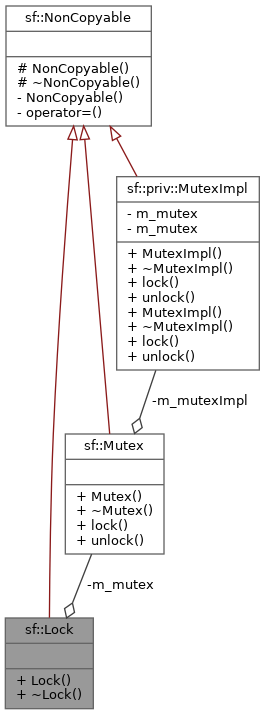 sf::NonCopyable
# NonCopyable()
# ~NonCopyable()
- NonCopyable()
- operator=()
sf::priv::MutexImpl
- m_mutex
- m_mutex
+ MutexImpl()
+ ~MutexImpl()
+ lock()
+ unlock()
+ MutexImpl()
+ ~MutexImpl()
+ lock()
+ unlock()
-m_mutexImpl
sf::Mutex
+ Mutex()
+ ~Mutex()
+ lock()
+ unlock()
-m_mutex
sf::Lock
+ Lock()
+ ~Lock()